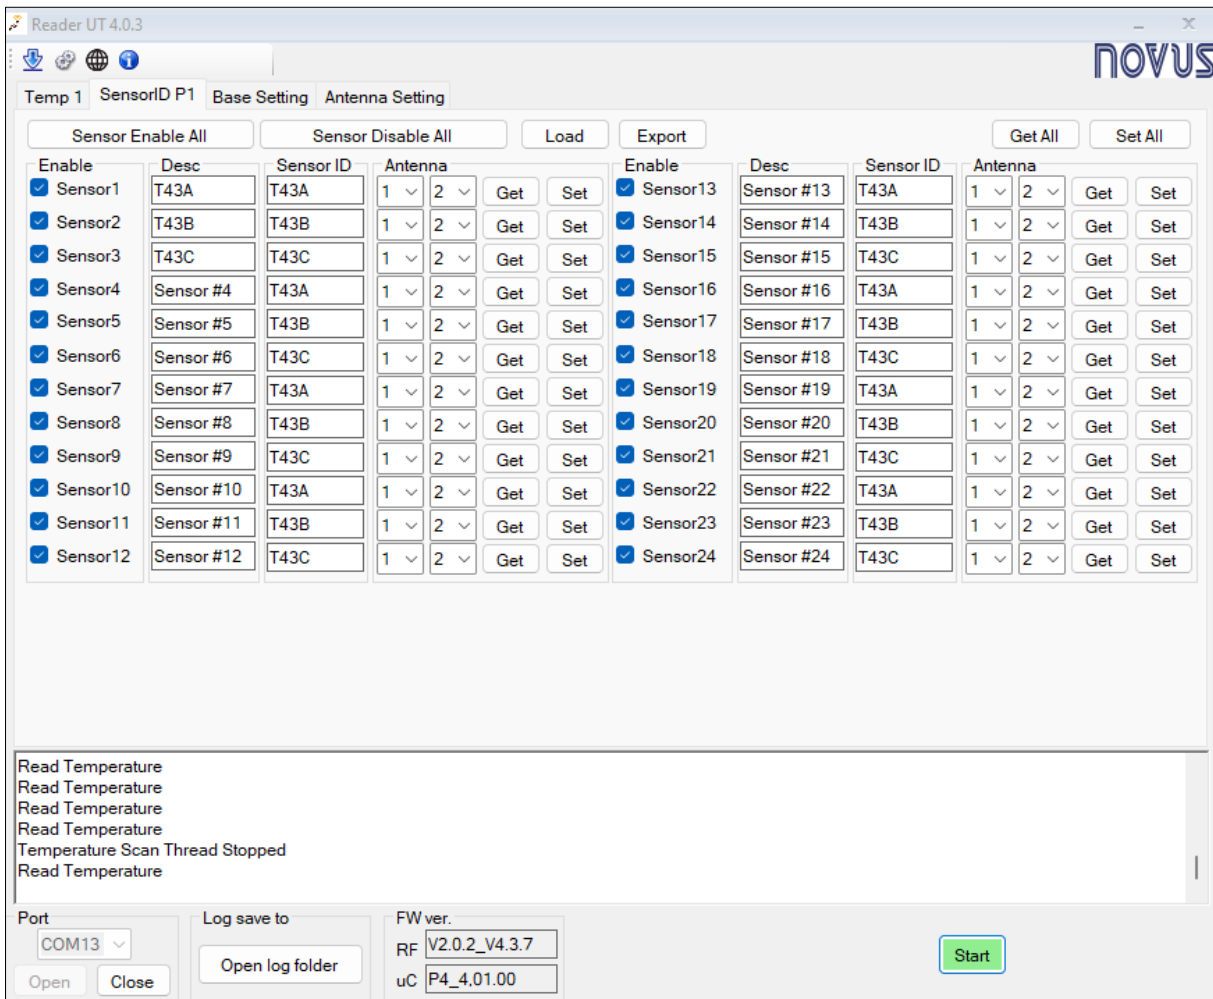 Reader UT 4.0.3
novus
Temp 1 SensorID P1 Base Setting Antenna Setting
Sensor Enable All Sensor Disable All Load Export Get All Set All
Enable Desc Sensor ID Antenna Enable Desc Sensor ID Antenna
Sensor1 T43A T43A 1 2 Get Set Sensor13 Sensor #13 T43A 1 2 Get Set
Sensor2 T43B T43B 1 2 Get Set Sensor14 Sensor #14 T43B 1 2 Get Set
Sensor3 T43C T43C 1 2 Get Set Sensor15 Sensor #15 T43C 1 2 Get Set
Sensor4 Sensor #4 T43A 1 2 Get Set Sensor16 Sensor #16 T43A 1 2 Get Set
Sensor5 Sensor #5 T43B 1 2 Get Set Sensor17 Sensor #17 T43B 1 2 Get Set
Sensor6 Sensor #6 T43C 1 2 Get Set Sensor18 Sensor #18 T43C 1 2 Get Set
Sensor7 Sensor #7 T43A 1 2 Get Set Sensor19 Sensor #19 T43A 1 2 Get Set
Sensor8 Sensor #8 T43B 1 2 Get Set Sensor20 Sensor #20 T43B 1 2 Get Set
Sensor9 Sensor #9 T43C 1 2 Get Set Sensor21 Sensor #21 T43C 1 2 Get Set
Sensor10 Sensor #10 T43A 1 2 Get Set Sensor22 Sensor #22 T43A 1 2 Get Set
Sensor11 Sensor #11 T43B 1 2 Get Set Sensor23 Sensor #23 T43B 1 2 Get Set
Sensor12 Sensor #12 T43C 1 2 Get Set Sensor24 Sensor #24 T43C 1 2 Get Set
Read Temperature
Read Temperature
Read Temperature
Read Temperature
Temperature Scan Thread Stopped
Read Temperature
Port Log save to FW ver.
COM13 RF V2.0.2_V4.3.7
Open log folder Start
Open Close uC P4_4,01.00